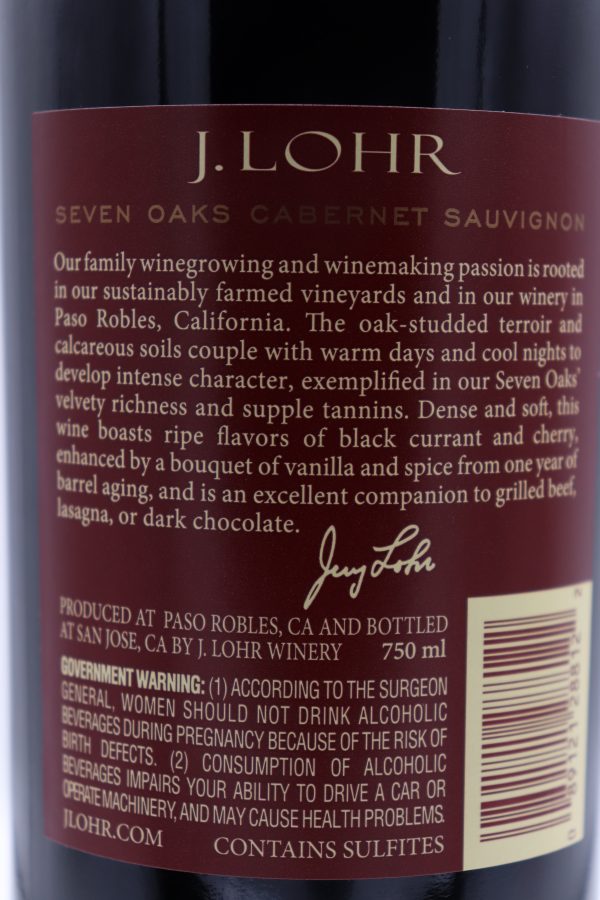 J. LOHR
SEVEN OAKS CABERNET SAUVIGNON
Our family winegrowing and winemaking passion is rooted
in our sustainably farmed vineyards and in our winery in
Paso Robles, California. The oak-studded terroir and
calcareous soils couple with warm days and cool nights to
develop intense character, exemplified in our Seven Oaks'
velvety richness and supple tannins. Dense and soft, this
wine boasts ripe flavors of black currant and cherry,
enhanced by a bouquet of vanilla and spice from one year of
barrel aging, and is an excellent companion to grilled beef,
lasagna, or dark chocolate.
Jerry Lohr
PRODUCED AT PASO ROBLES, CA AND BOTTLED
AT SAN JOSE, CA BY J. LOHR WINERY 750 ml
GOVERNMENT WARNING: (1) ACCORDING TO THE SURGEON
GENERAL, WOMEN SHOULD NOT DRINK ALCOHOLIC
BEVERAGES DURING PREGNANCY BECAUSE OF THE RISK OF
BIRTH DEFECTS. (2) CONSUMPTION OF ALCOHOLIC
BEVERAGES IMPAIRS YOUR ABILITY TO DRIVE A CAR OR
OPERATE MACHINERY, AND MAY CAUSE HEALTH PROBLEMS.
JLOHR.COM CONTAINS SULFITES
0 89121 28812 2